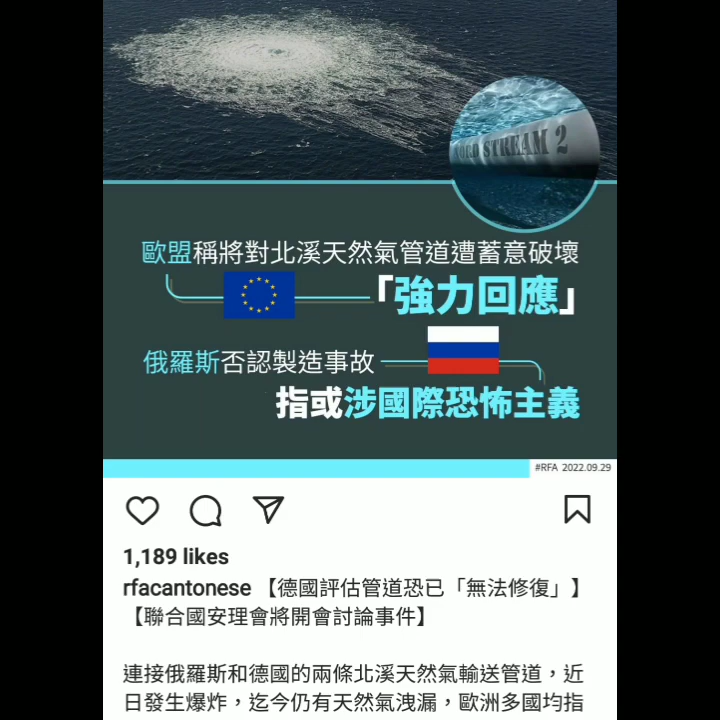 NORD STREAM 2
歐盟稱將對北溪天然氣管道遭蓄意破壞
「強力回應」
俄羅斯否認製造事故
指或涉國際恐怖主義
#RFA 2022.09.29
1,189 likes
rfacantonese 【德國評估管道恐已「無法修復」】
【聯合國安理會將開會討論事件】
連接俄羅斯和德國的兩條北溪天然氣輸送管道，近
日發生爆炸，迄今仍有天然氣洩漏，歐洲多國均指